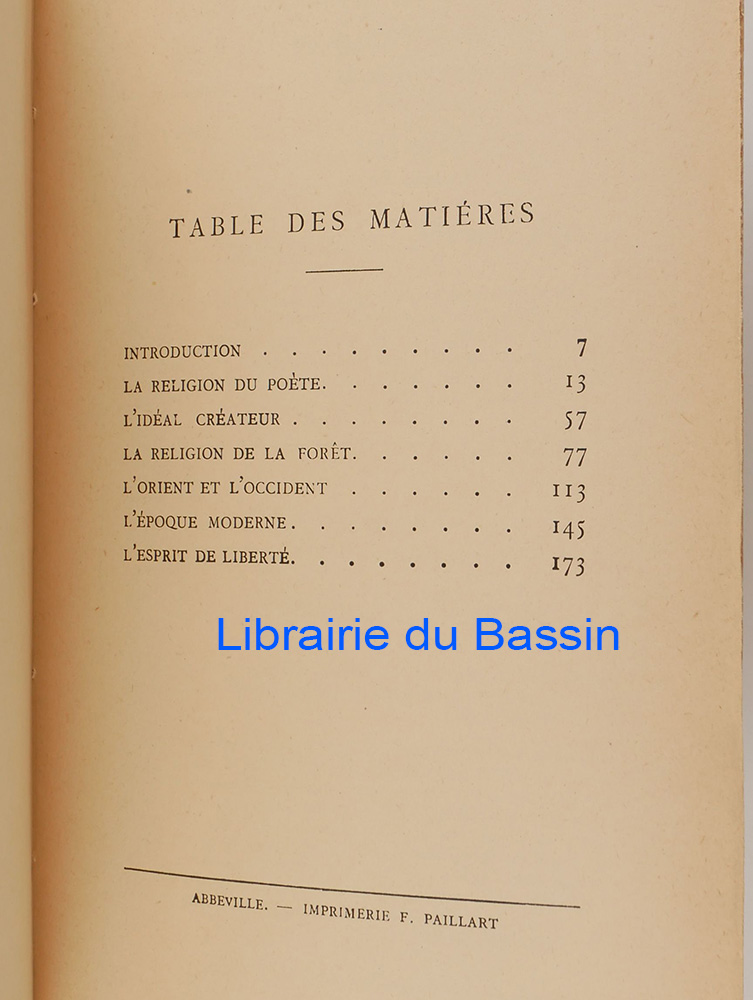 TABLE DES MATIÉRES
INTRODUCTION . . . . . . . . . 7
LA RELIGION DU POÈTE. . . . . . . 13
L'IDÉAL CRÉATEUR . . . . . . . . 57
LA RELIGION DE LA FORÊT. . . . . . 77
L'ORIENT ET L'OCCIDENT . . . . . . 113
L'ÉPOQUE MODERNE. . . . . . . . 145
L'ESPRIT DE LIBERTÉ. . . . . . . . 173
Librairie du Bassin
ABBEVILLE. — IMPRIMERIE F. PAILLART